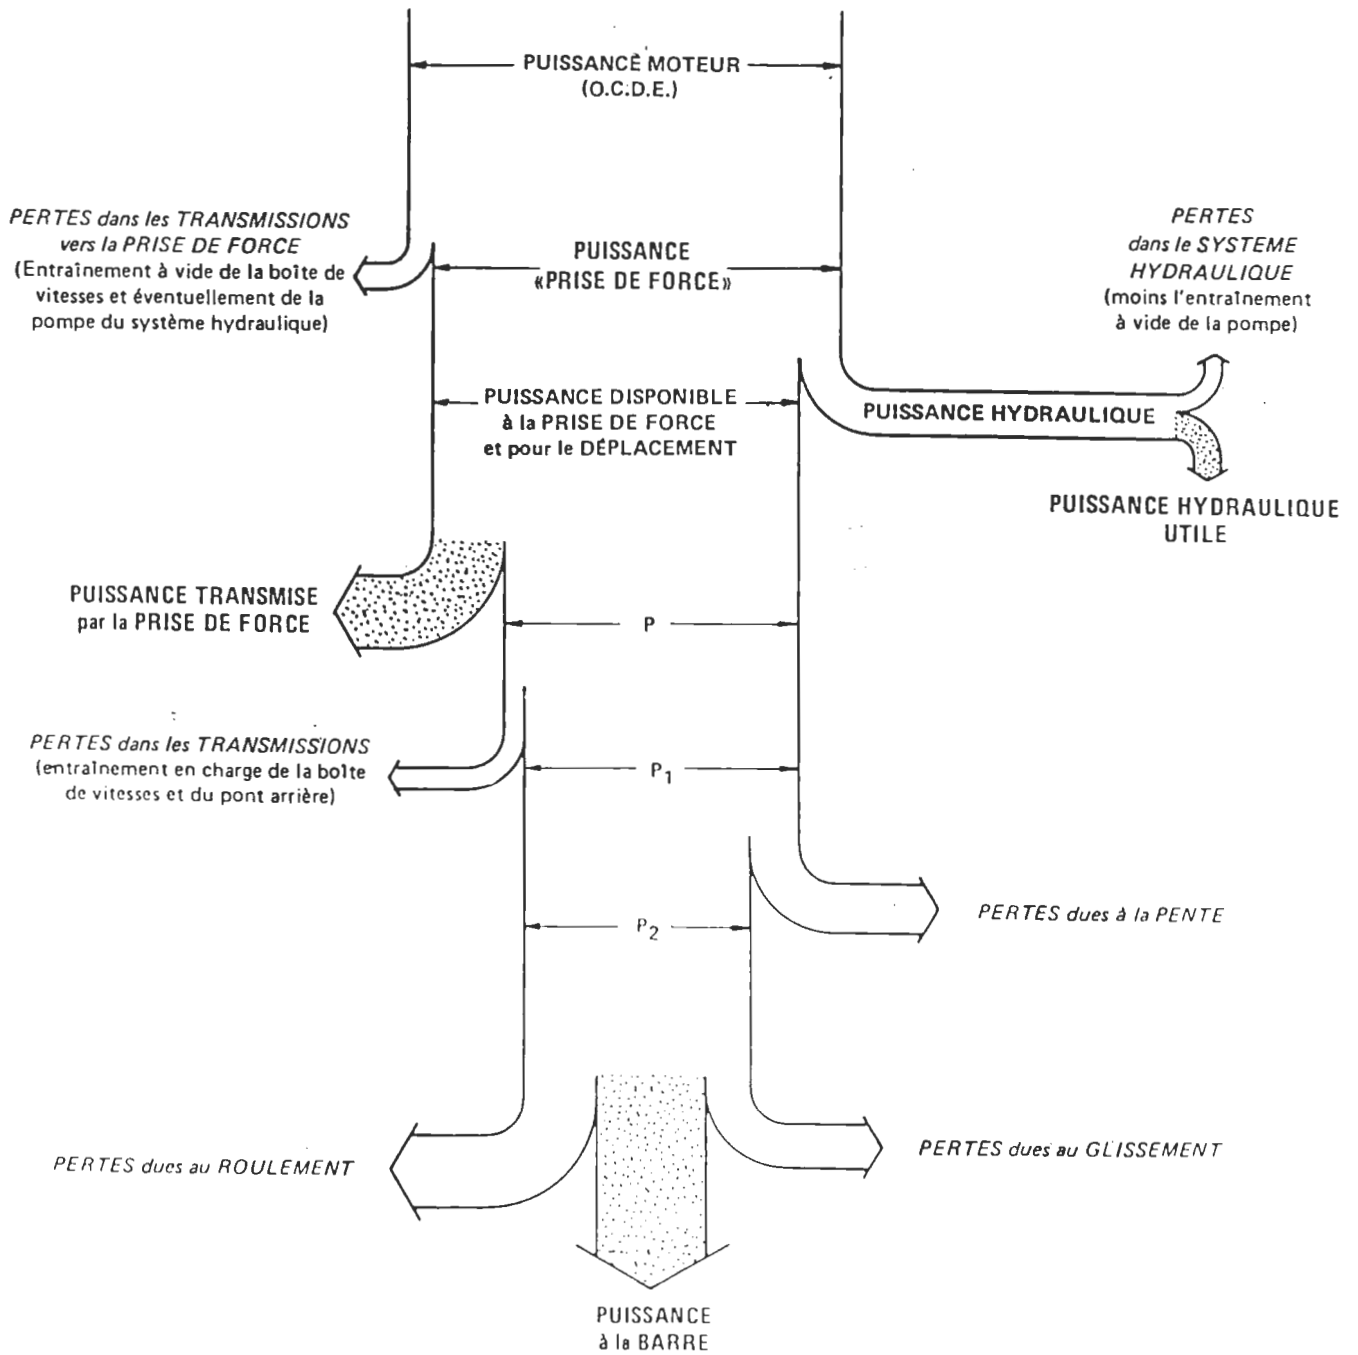 PUISSANCE MOTEUR
(O.C.D.E.)
PERTES dans les TRANSMISSIONS
vers la PRISE DE FORCE
(Entraînement à vide de la boîte de
vitesses et éventuellement de la
pompe du système hydraulique)
PUISSANCE
«PRISE DE FORCE»
PERTES
dans le SYSTEME
HYDRAULIQUE
(moins l'entraînement
à vide de la pompe)
PUISSANCE DISPONIBLE
à la PRISE DE FORCE
et pour le DÉPLACEMENT
PUISSANCE HYDRAULIQUE
PUISSANCE HYDRAULIQUE
UTILE
PUISSANCE TRANSMISE
par la PRISE DE FORCE
P
PERTES dans les TRANSMISSIONS
(entraînement en charge de la boîte
de vitesses et du pont arrière)
P1
PERTES dues à la PENTE
P2
PERTES dues au ROULEMENT
PERTES dues au GLISSEMENT
PUISSANCE
à la BARRE